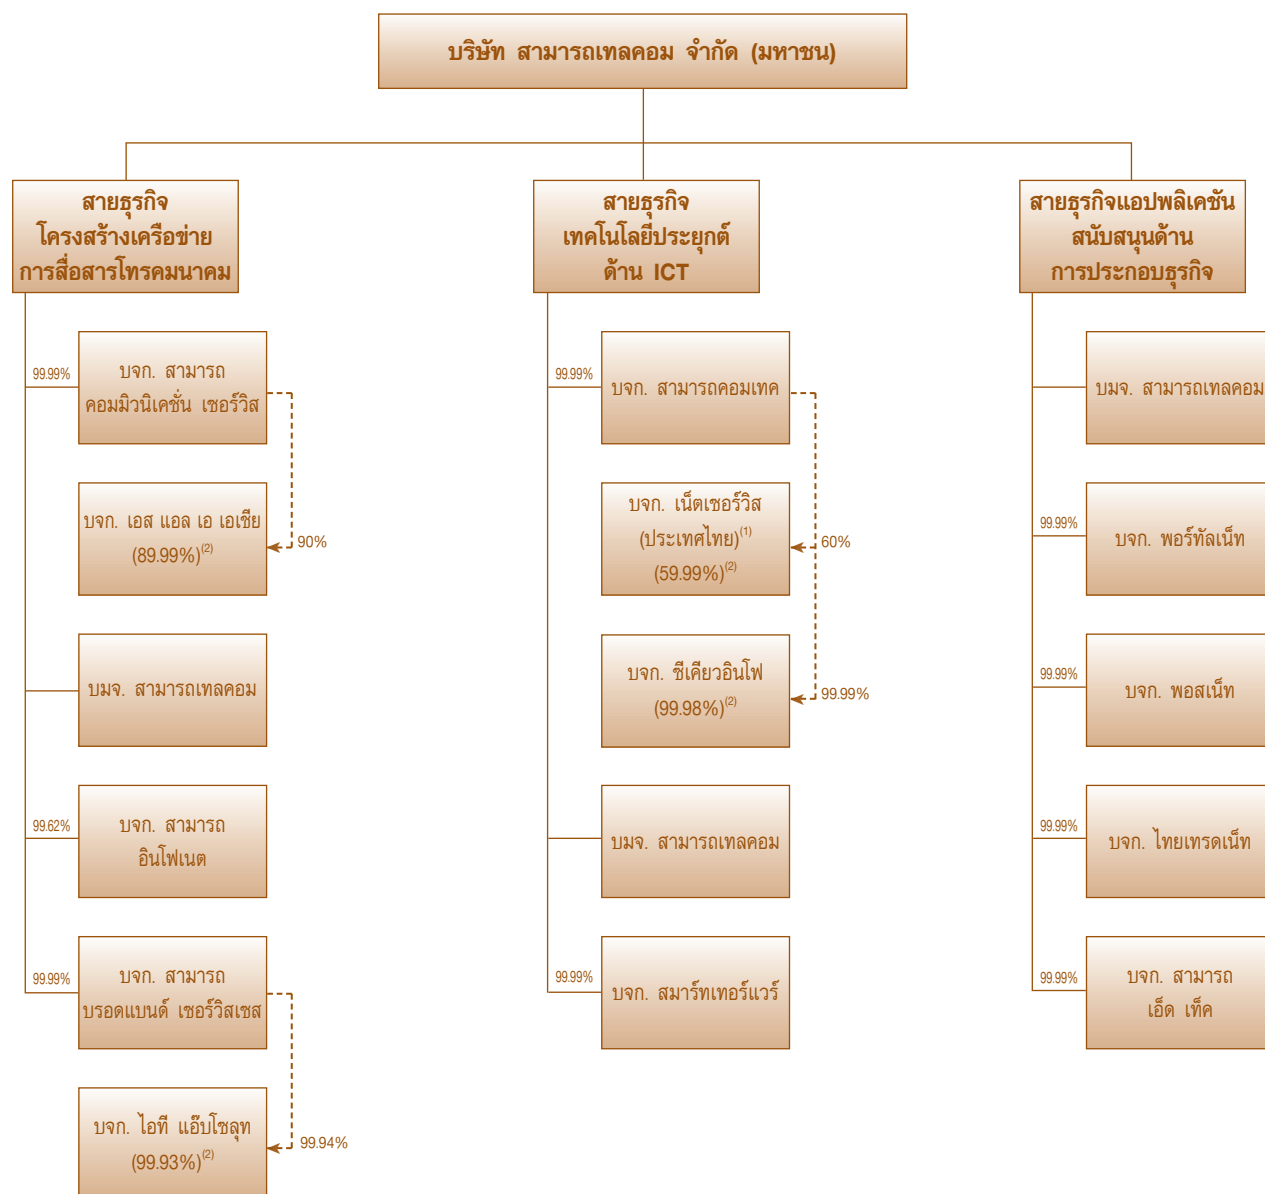 บริษัท สามารถเทลคอม จำกัด (มหาชน)
สายธุรกิจ
โครงสร้างเครือข่าย
การสื่อสารโทรคมนาคม
99.99%
บจก. สามารถ
คอมมิวนิเคชั่น เซอร์วิส
บจก. เอส แอล เอ เอเชีย
(89.99%)(2)
90%
บมจ. สามารถเทลคอม
99.62%
บจก. สามารถ
อินโฟเนต
99.99%
บจก. สามารถ
บรอดแบนด์ เซอร์วิสเซส
บจก. ไอที แอ๊บโซลุท
(99.93%)(2)
99.94%
สายธุรกิจ
เทคโนโลยีประยุกต์
ด้าน ICT
99.99%
บจก. สามารถคอมเทค
บจก. เน็ตเซอร์วิส
(ประเทศไทย)(1)
(59.99%)(2)
60%
บจก. ซีเคียวอินโฟ
(99.98%)(2)
99.99%
บมจ. สามารถเทลคอม
99.99%
บจก. สมาร์ทเทอร์แวร์
สายธุรกิจแอปพลิเคชัน
สนับสนุนด้าน
การประกอบธุรกิจ
บมจ. สามารถเทลคอม
99.99%
บจก. พอร์ทัลเน็ท
99.99%
บจก. พอสเน็ท
99.99%
บจก. ไทยเทรดเน็ท
99.99%
บจก. สามารถ
เอ็ด เท็ค